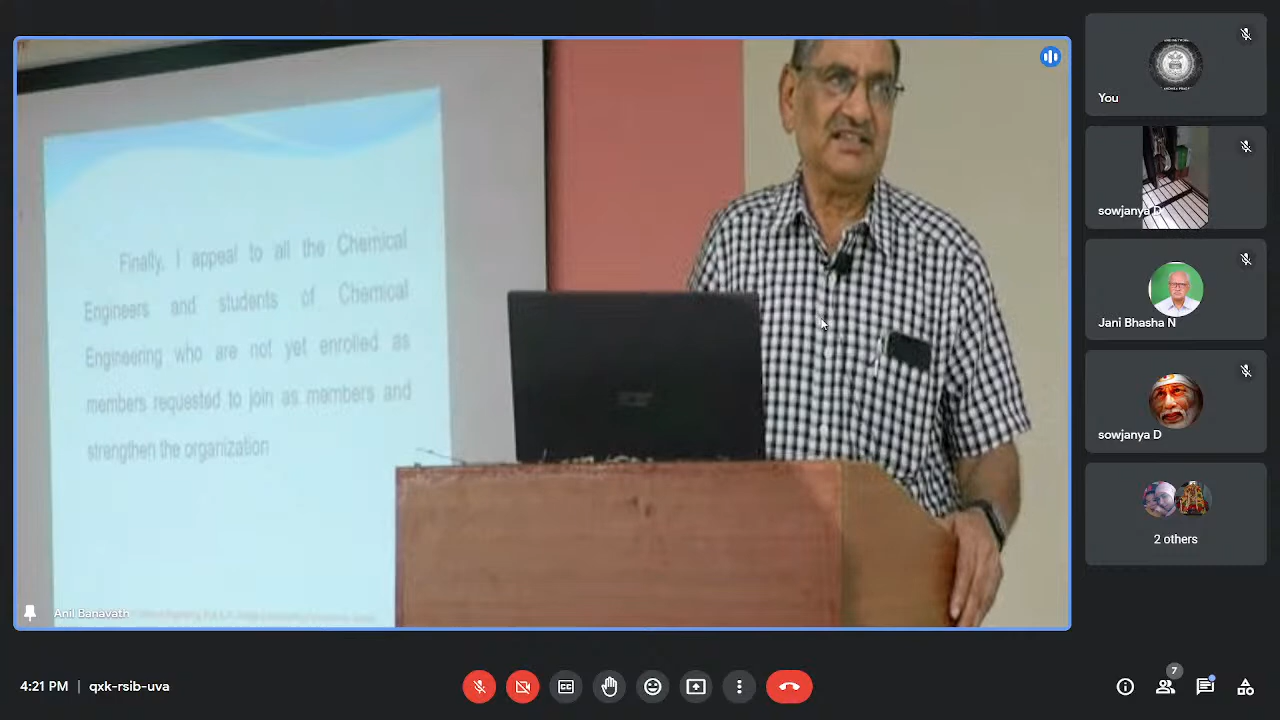 You
sowjanya D
Jani Bhasha N
sowjanya D
2 others
Finally, I appeal to all the Chemical
Engineers and students of Chemical
Engineering who are not yet enrolled as
members requested to join as members and
strengthen the organization
acer
Anil Banavath
4:21 PM | qxk-rsib-uva
7